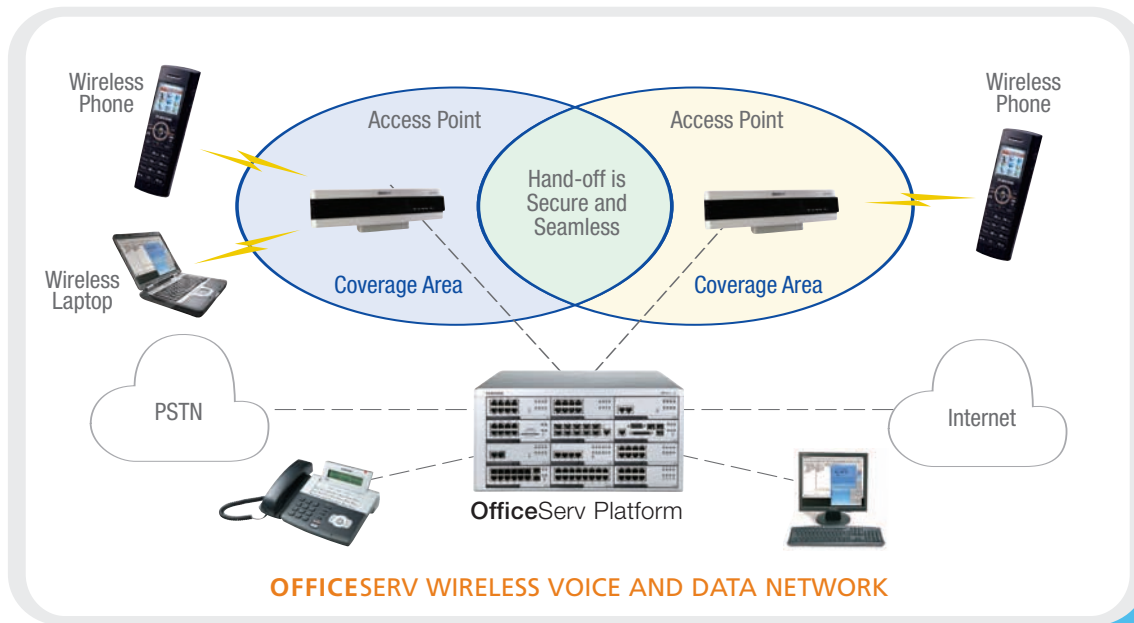 Wireless
Phone
Access Point
Access Point
Wireless
Phone
Hand-off is
Secure and
Seamless
Wireless
Laptop
Coverage Area
Coverage Area
PSTN
Internet
OfficeServ Platform
OFFICESERV WIRELESS VOICE AND DATA NETWORK